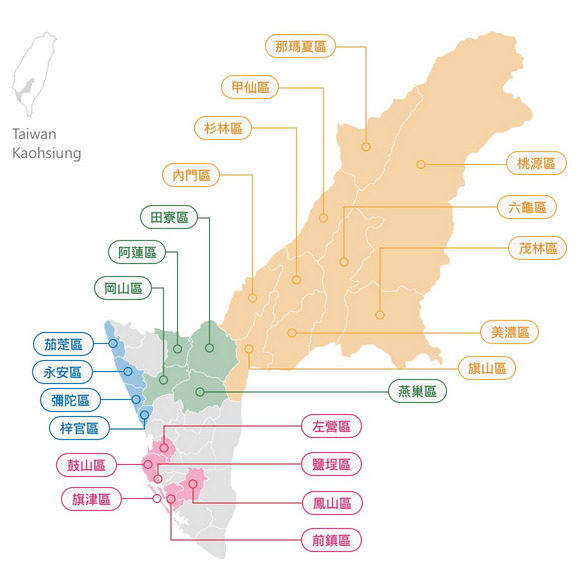 Taiwan
Kaohsiung
那瑪夏區
甲仙區
杉林區
內門區
田寮區
阿蓮區
岡山區
茄萣區
永安區
彌陀區
梓官區
鼓山區
旗津區
桃源區
六龜區
茂林區
美濃區
旗山區
燕巢區
左營區
鹽埕區
鳳山區
前鎮區